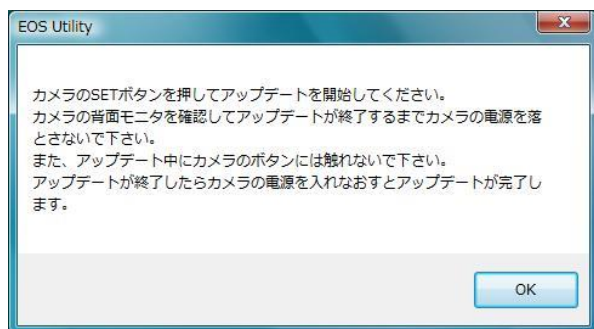 EOS Utility
カメラのSETボタンを押してアップデートを開始してください。
カメラの背面モニタを確認してアップデートが終了するまでカメラの電源を落
とさないで下さい。
また、アップデート中にカメラのボタンには触れないで下さい。
アップデートが終了したらカメラの電源を入れなおすとアップデートが完了し
ます。
OK